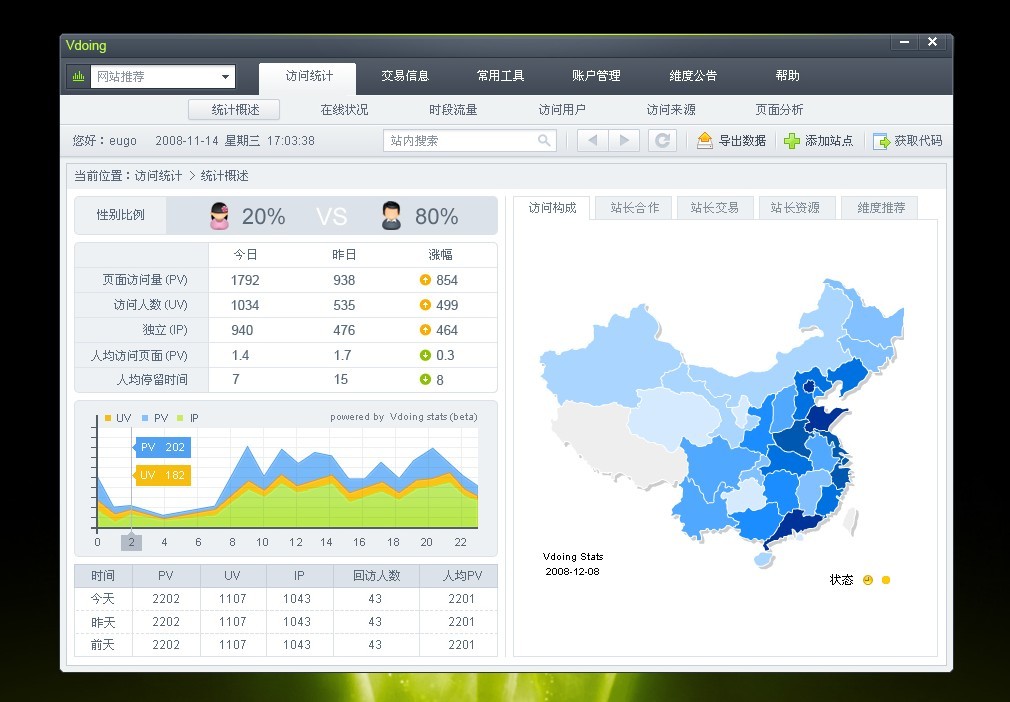 Vdoing
网站推荐 访问统计 交易信息 常用工具 账户管理 维度公告 帮助
统计概述 在线状况 时段流量 访问用户 访问来源 页面分析
您好：eugo 2008-11-14 星期三 17:03:38 站内搜索 导出数据 添加站点 获取代码
当前位置：访问统计 > 统计概述
性别比例 20% VS 80%
今日 昨日 涨幅
页面访问量 (PV) 1792 938 854
访问人数 (UV) 1034 535 499
独立 (IP) 940 476 464
人均访问页面 (PV) 1.4 1.7 0.3
人均停留时间 7 15 8
UV PV IP powered by Vdoing stats(beta)
PV 202
UV 182
0 2 4 6 8 10 12 14 16 18 20 22
时间 PV UV IP 回访人数 人均PV
今天 2202 1107 1043 43 2201
昨天 2202 1107 1043 43 2201
前天 2202 1107 1043 43 2201
访问构成 站长合作 站长交易 站长资源 维度推荐
Vdoing Stats
2008-12-08
状态